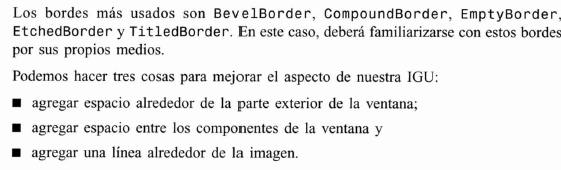 Los bordes más usados son BevelBorder, CompoundBorder, EmptyBorder,
EtchedBorder y TitledBorder. En este caso, deberá familiarizarse con estos bordes
por sus propios medios.
Podemos hacer tres cosas para mejorar el aspecto de nuestra IGU:
■ agregar espacio alrededor de la parte exterior de la ventana;
■ agregar espacio entre los componentes de la ventana y
■ agregar una línea alrededor de la imagen.